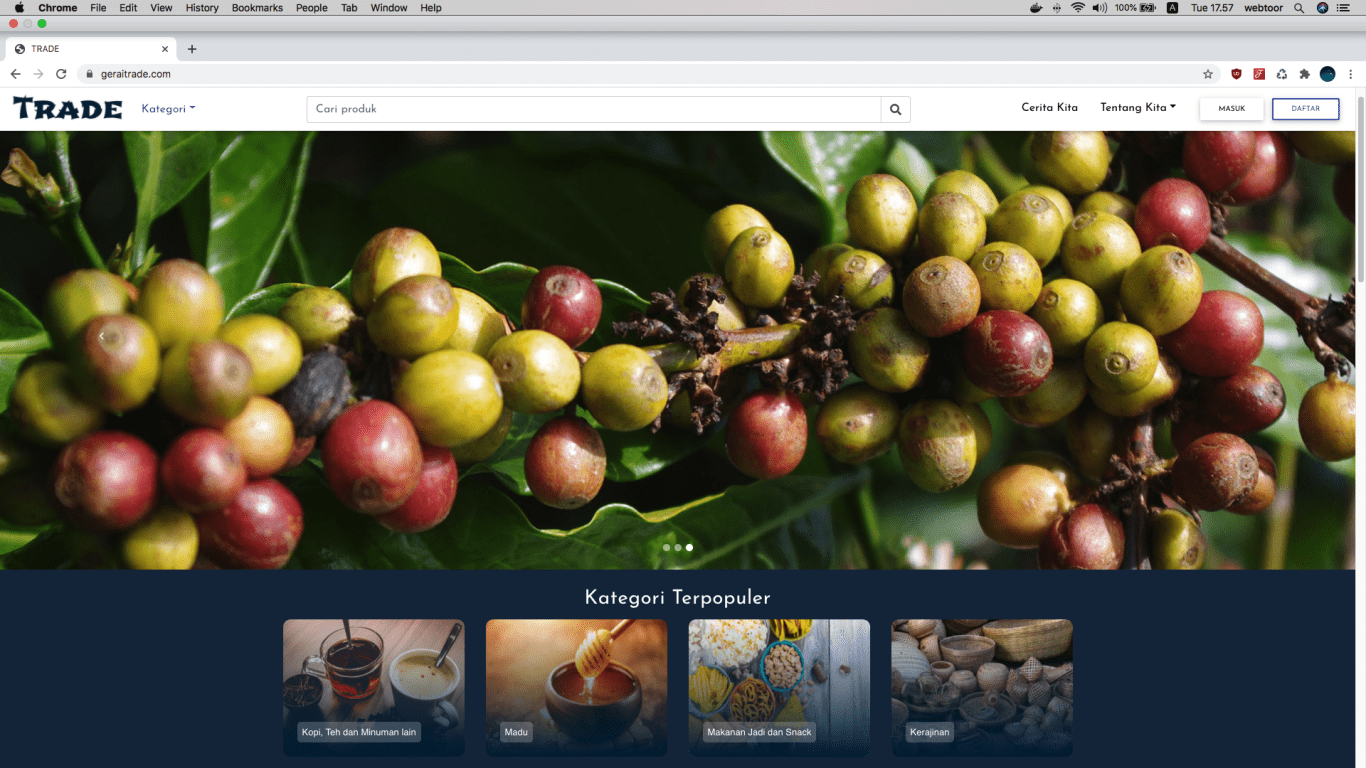 Chrome File Edit View History Bookmarks People Tab Window Help 100% A Tue 17.57 webtoor
TRADE
geraitrade.com
TRADE Kategori Cari produk Cerita Kita Tentang Kita MASUK DAFTAR
Kategori Terpopuler
Kopi, Teh dan Minuman lain Madu Makanan Jadi dan Snack Kerajinan